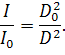 I/I₀ = D₀²/D².